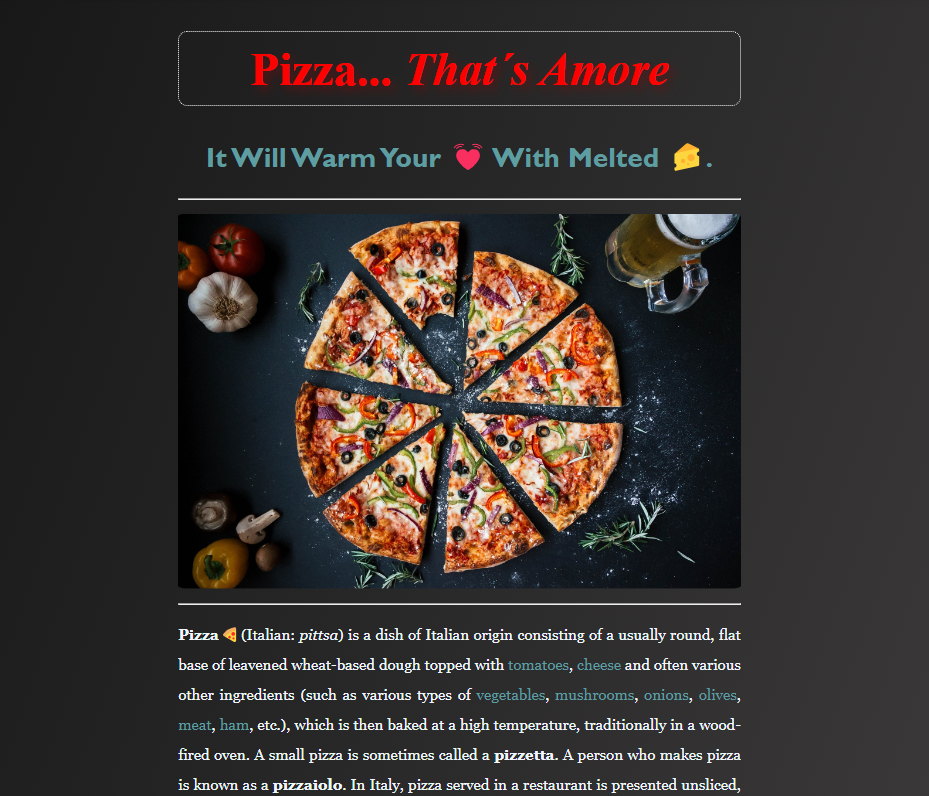 Pizza... That´s Amore
It Will Warm Your 💓 With Melted 🧀 .
Pizza 🍕 (Italian: pittsa) is a dish of Italian origin consisting of a usually round, flat
base of leavened wheat-based dough topped with tomatoes, cheese and often various
other ingredients (such as various types of vegetables, mushrooms, onions, olives,
meat, ham, etc.), which is then baked at a high temperature, traditionally in a wood-
fired oven. A small pizza is sometimes called a pizzetta. A person who makes pizza
is known as a pizzaiolo. In Italy, pizza served in a restaurant is presented unsliced,